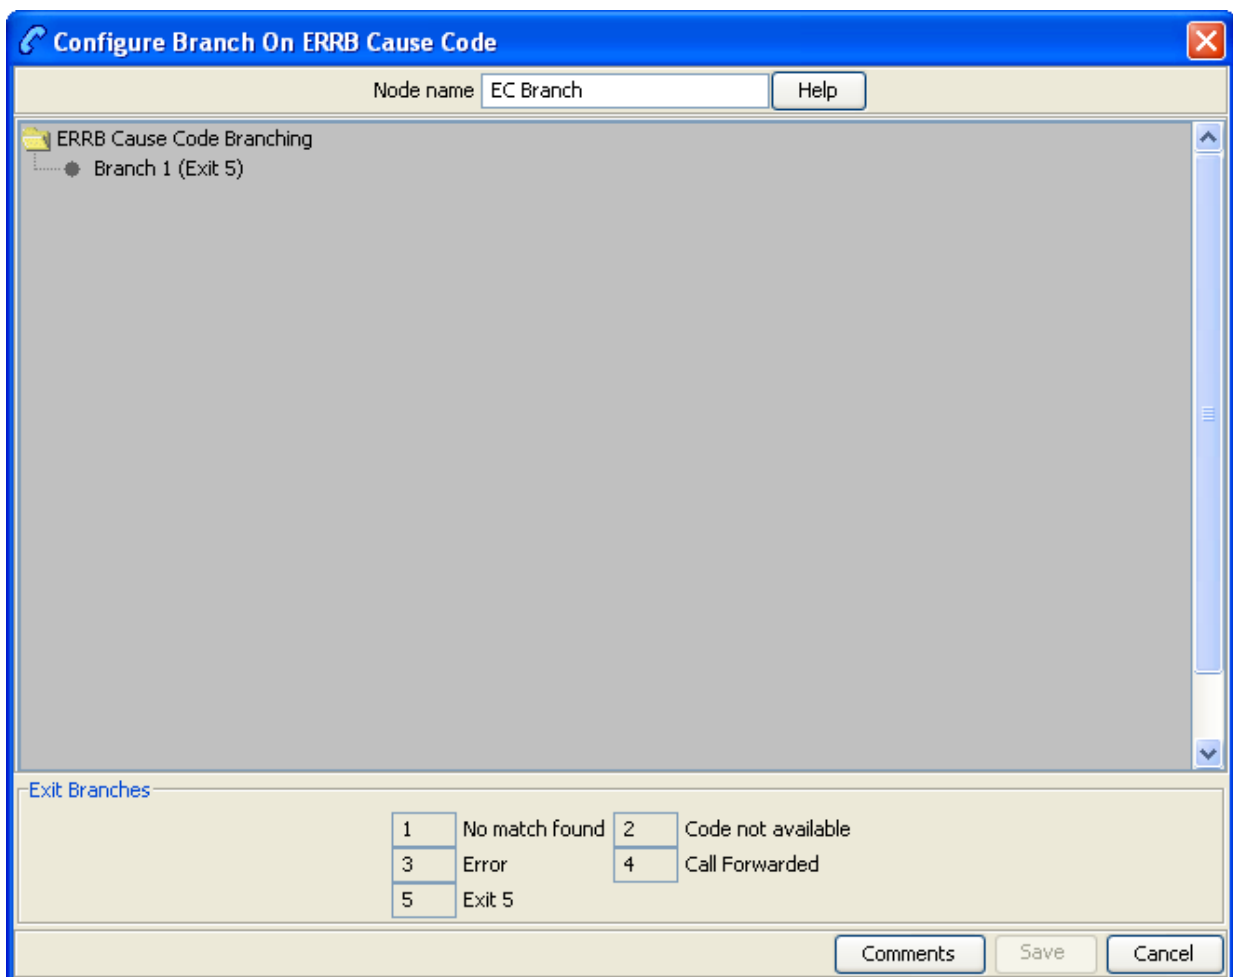 Configure Branch On ERRB Cause Code
Node name EC Branch Help
ERRB Cause Code Branching
Branch 1 (Exit 5)
Exit Branches
1 No match found 2 Code not available
3 Error 4 Call Forwarded
5 Exit 5
Comments Save Cancel